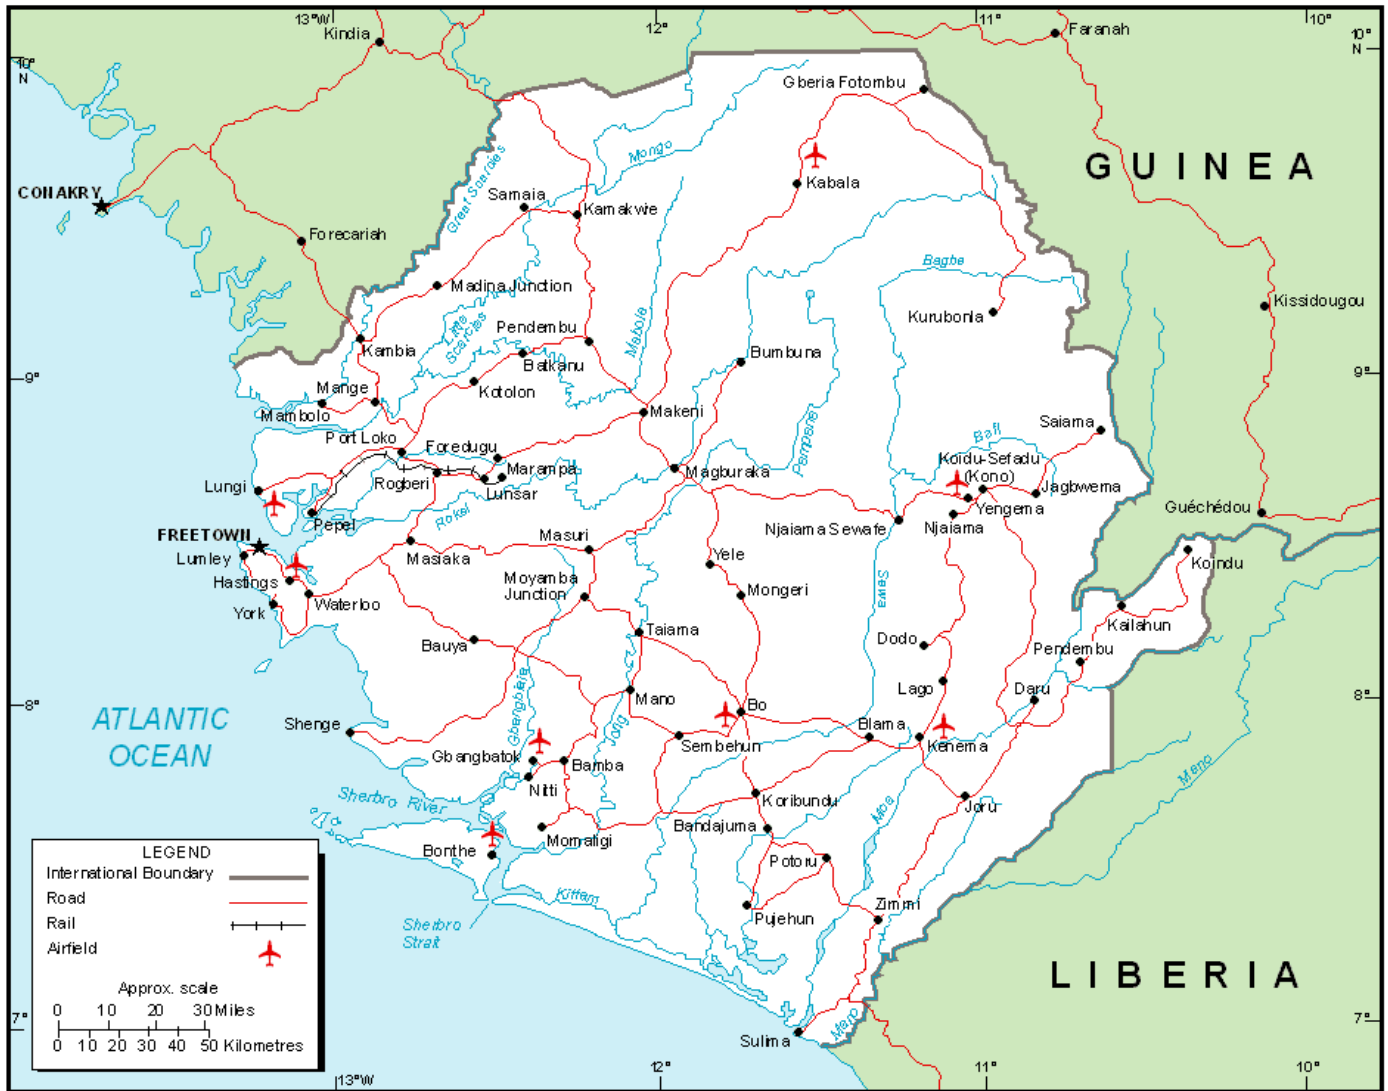 13°W
12°
11°
10°
Kindia
Faranah
10°
N
10°
N
Gberia Fotombu
GUINEA
Mongo
Great Scarcies
CONAKRY
Kabala
Samaia
Kamakwie
Forecariah
Bagbe
Madina Junction
Kissidougou
Kurubonla
Little
Scarcies
Pendembu
Mabole
Kambia
Batkanu
Bumbuna
9°
9°
Mange
Kotolon
Mambolo
Makeni
Saiama
Port Loko
Foredugu
Bafi
Pampana
Koidu-Sefadu
(Kono)
Marampa
Magburaka
Rogberi
Lunsar
Lungi
Jagbwema
Yengema
Guéchédou
Rokel
Pepel
Njaiama Sewafe
Njaiama
FREETOWN
Masuri
Lumley
Masiaka
Yele
Koindu
Hastings
Moyamba
Junction
Sewa
Waterloo
Mongeri
York
Kailahun
Taiama
Bauya
Dodo
Pendembu
Gbangbaia
Mano
Lago
Daru
8°
8°
ATLANTIC
OCEAN
Bo
Shenge
Jong
Blama
Sembehun
Kenema
Gbangbatok
Bamba
Meno
Nitti
Sherbro River
Koribundu
Moa
Joru
Bandajuma
Momaligi
LEGEND
Bonthe
Potoru
International Boundary
Road
Kittam
Zimmi
Rail
Pujehun
Sherbro
Strait
Airfield
LIBERIA
Approx. scale
0 10 20 30 Miles
0 10 20 30 40 50 Kilometres
7°
7°
Mano
Sulima
13°W
12°
11°
10°